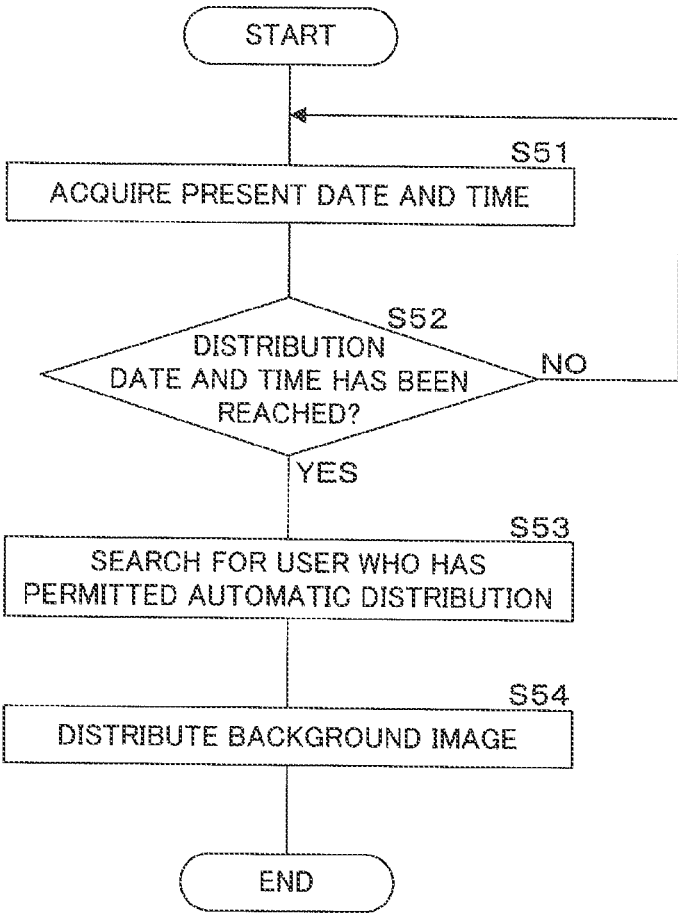 START
S51
ACQUIRE PRESENT DATE AND TIME
S52
DISTRIBUTION
DATE AND TIME HAS BEEN
REACHED?
NO
YES
S53
SEARCH FOR USER WHO HAS
PERMITTED AUTOMATIC DISTRIBUTION
S54
DISTRIBUTE BACKGROUND IMAGE
END